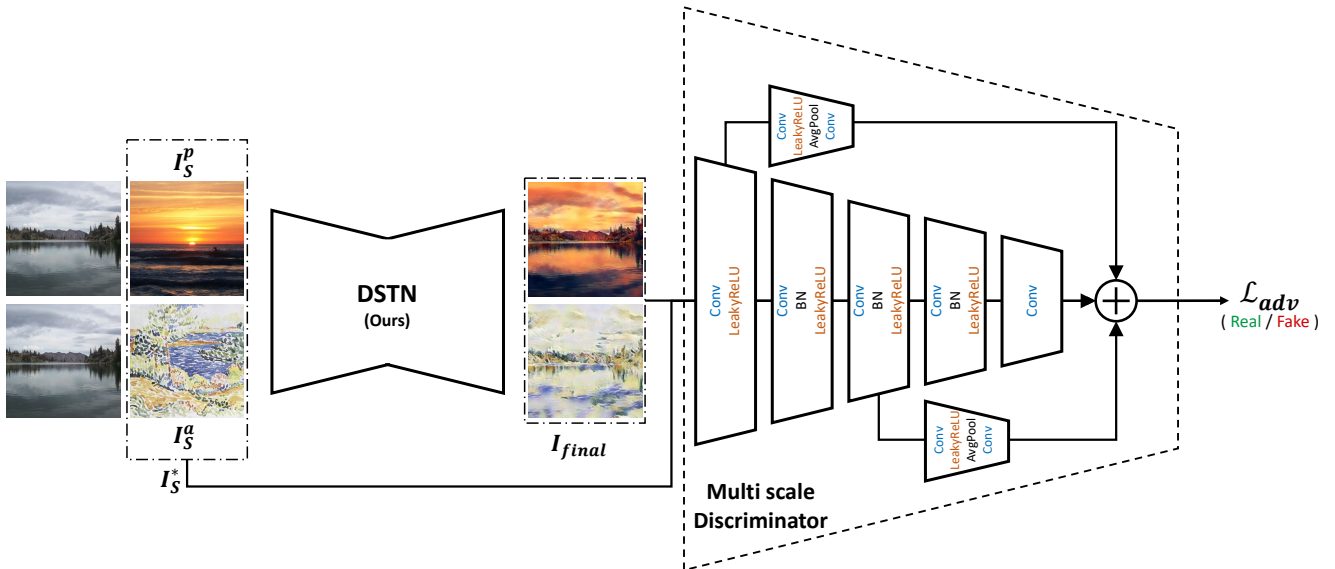 I_S^p
I_S^a
I_S^*
DSTN
(Ours)
I_final
Conv
LeakyReLU
AvgPool
Conv
Conv
LeakyReLU
Conv
BN
LeakyReLU
Conv
BN
LeakyReLU
Conv
BN
LeakyReLU
Conv
Conv
LeakyReLU
AvgPool
Conv
Multi scale
Discriminator
+
ℒ_adv
( Real / Fake )